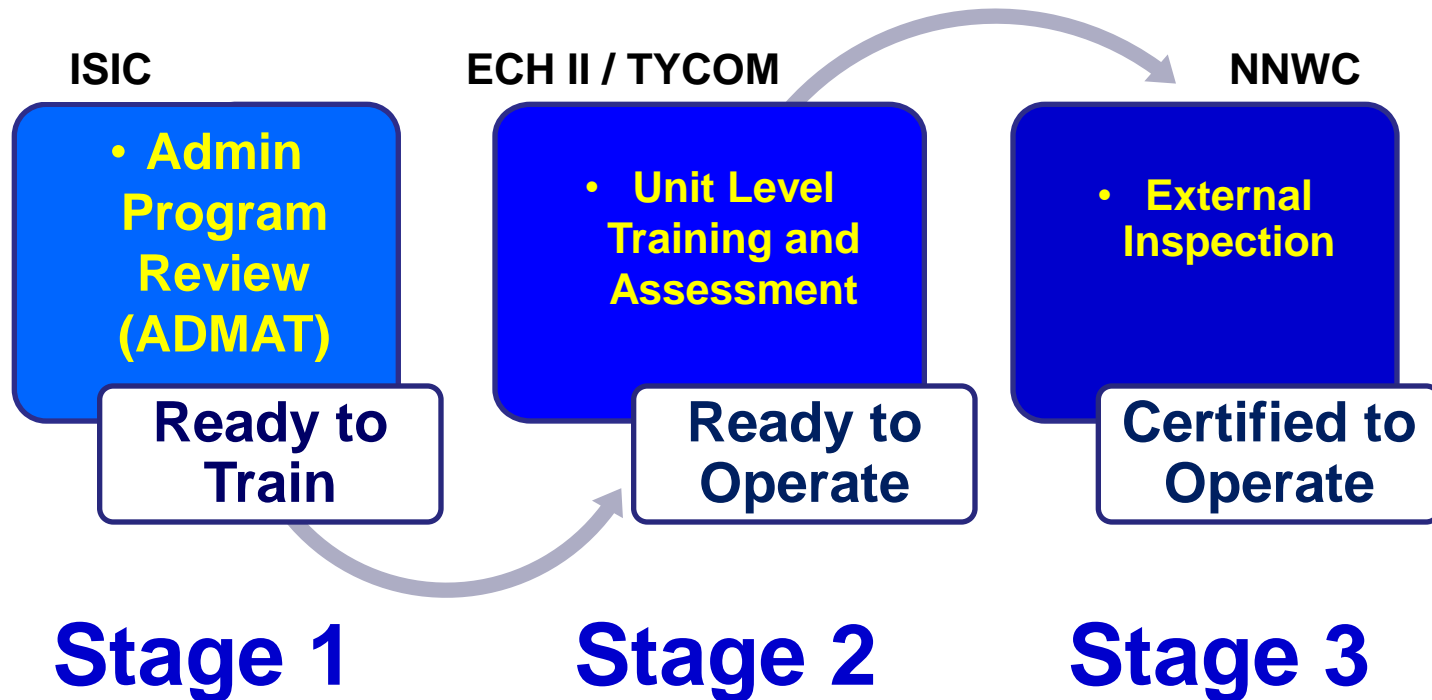 ISIC
• Admin
Program
Review
(ADMAT)
Ready to
Train
Stage 1
ECH II / TYCOM
• Unit Level
Training and
Assessment
Ready to
Operate
Stage 2
NNWC
• External
Inspection
Certified to
Operate
Stage 3